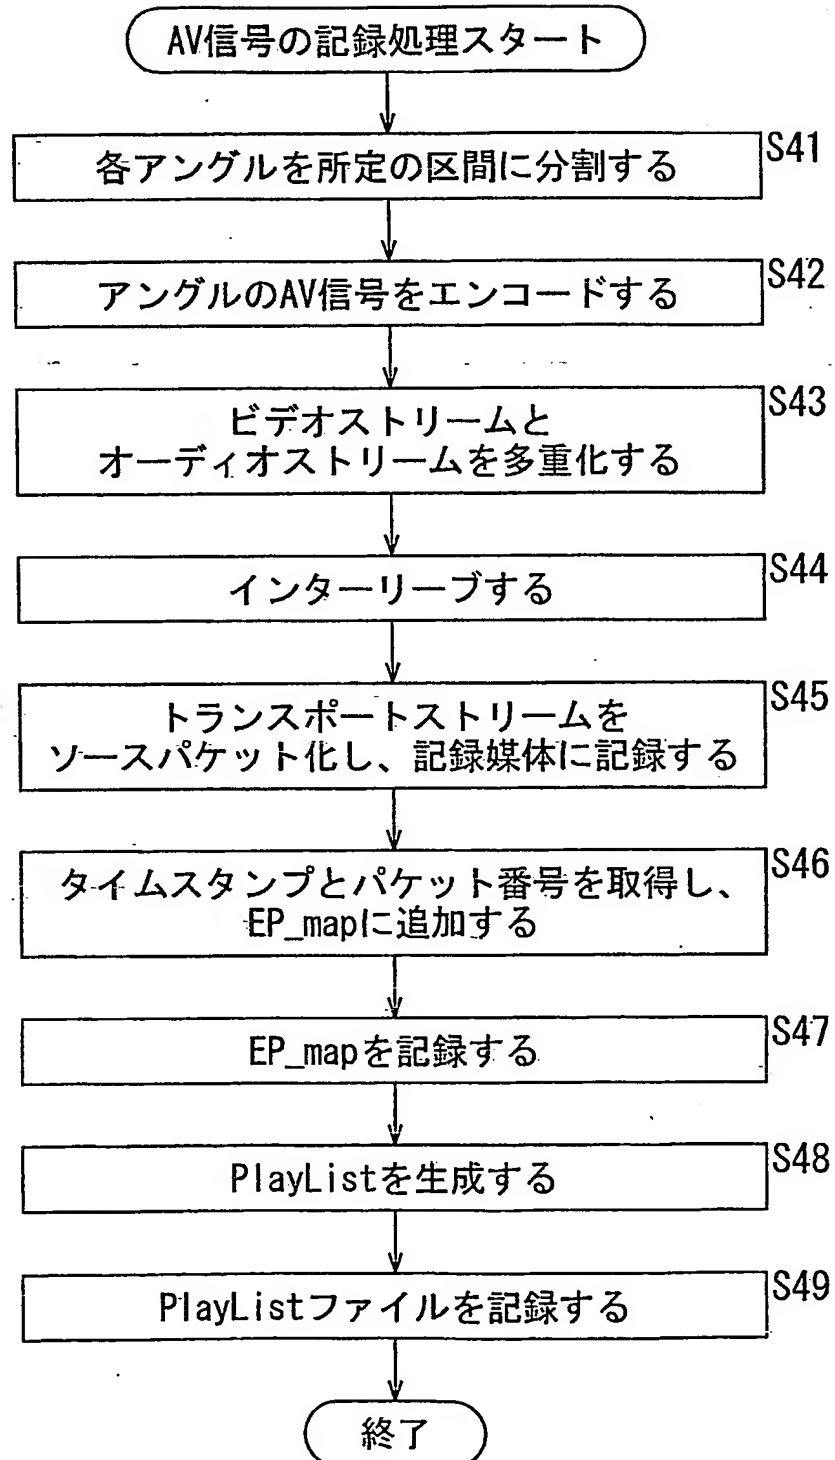 AV信号の記録処理スタート
S41
各アングルを所定の区間に分割する
S42
アングルのAV信号をエンコードする
S43
ビデオストリームと
オーディオストリームを多重化する
S44
インターリーブする
S45
トランスポートストリームを
ソースパケット化し、記録媒体に記録する
S46
タイムスタンプとパケット番号を取得し、
EP_mapに追加する
S47
EP_mapを記録する
S48
PlayListを生成する
S49
PlayListファイルを記録する
終了